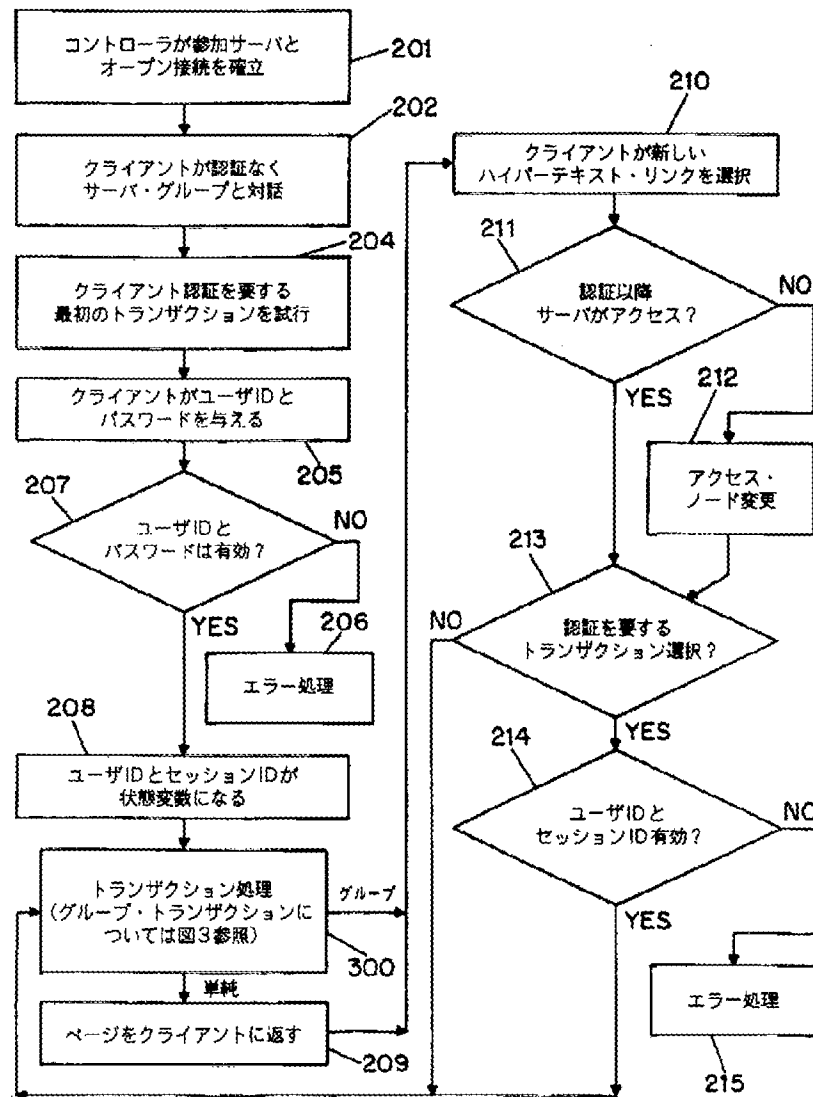 コントローラが参加サーバと
オープン接続を確立
201
202
クライアントが認証なく
サーバ・グループと対話
204
クライアント認証を要する
最初のトランザクションを試行
クライアントがユーザIDと
パスワードを与える
205
207
ユーザIDと
パスワードは有効?
NO
YES
206
エラー処理
208
ユーザIDとセッションIDが
状態変数になる
トランザクション処理
(グループ・トランザクションに
ついては図3参照)
グループ
300
単純
ページをクライアントに返す
209
210
クライアントが新しい
ハイパーテキスト・リンクを選択
211
認証以降
サーバがアクセス?
NO
YES
212
アクセス・
ノード変更
213
NO
認証を要する
トランザクション選択?
YES
214
ユーザIDと
セッションID有効?
NO
YES
エラー処理
215